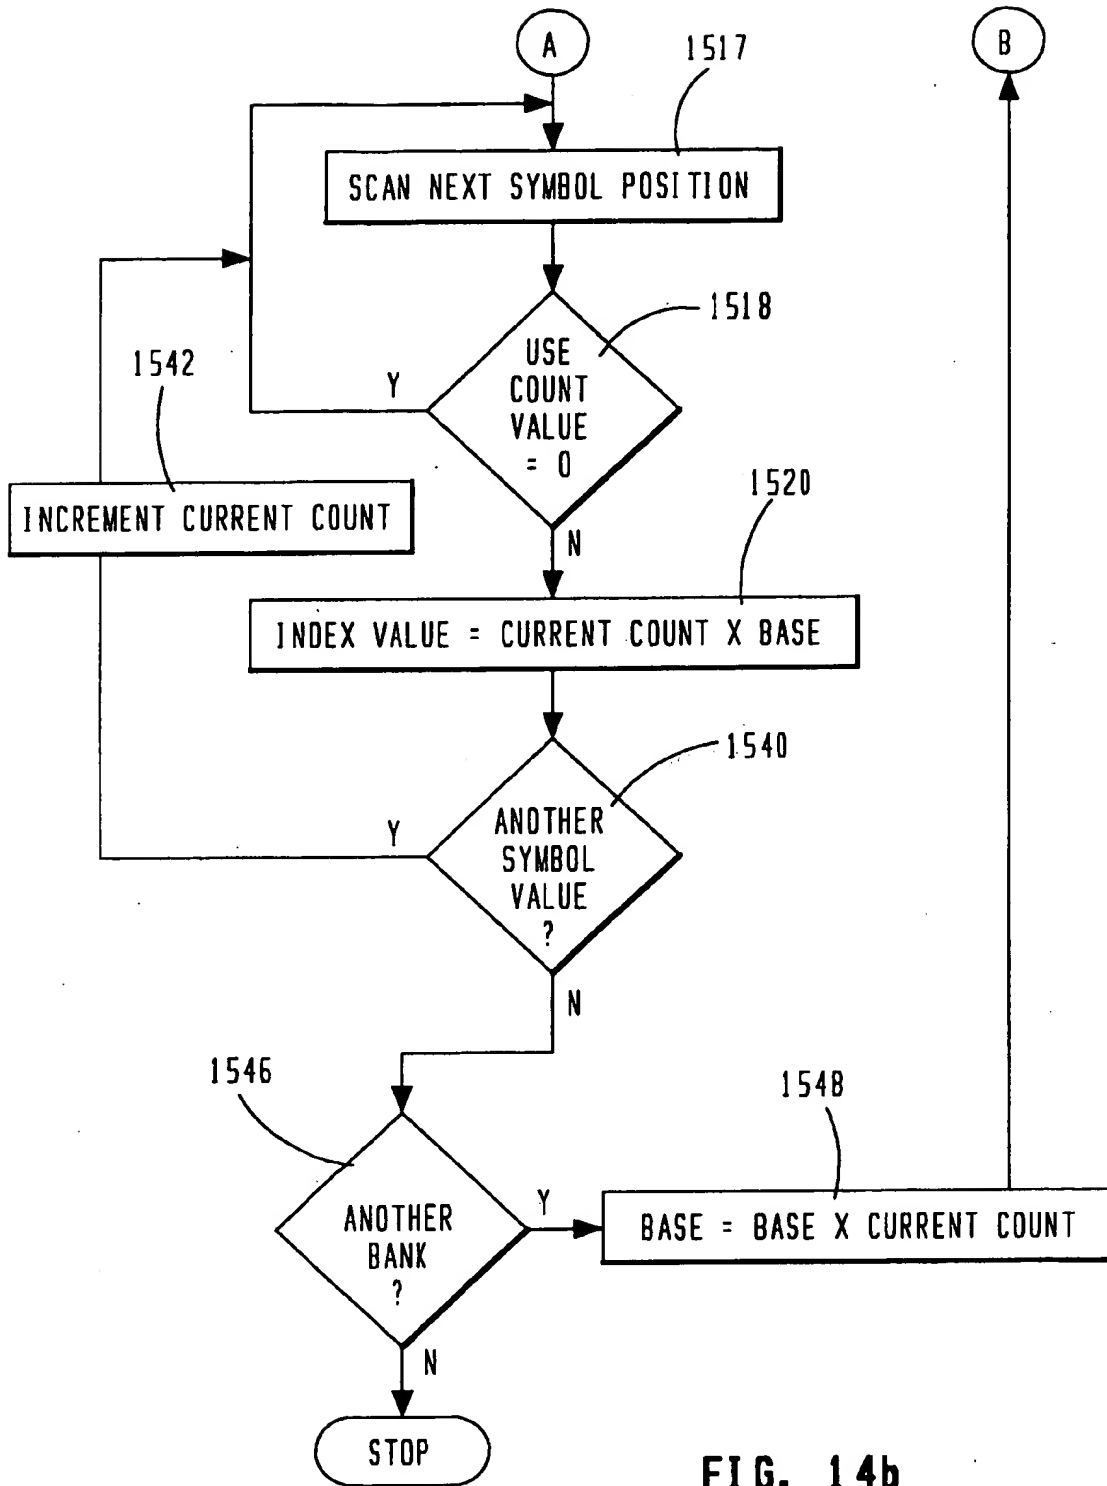 A
B
1517
SCAN NEXT SYMBOL POSITION
1518
USE
COUNT
VALUE
= 0
Y
1542
INCREMENT CURRENT COUNT
N
1520
INDEX VALUE = CURRENT COUNT X BASE
1540
ANOTHER
SYMBOL
VALUE
?
Y
N
1546
ANOTHER
BANK
?
Y
1548
BASE = BASE X CURRENT COUNT
N
STOP
FIG. 14b